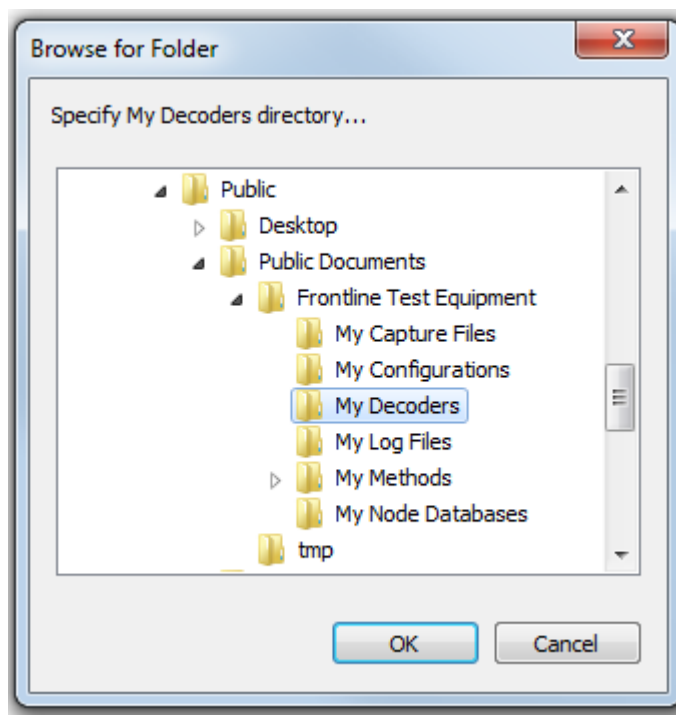 Browse for Folder
Specify My Decoders directory...
Public
Desktop
Public Documents
Frontline Test Equipment
My Capture Files
My Configurations
My Decoders
My Log Files
My Methods
My Node Databases
tmp
OK Cancel